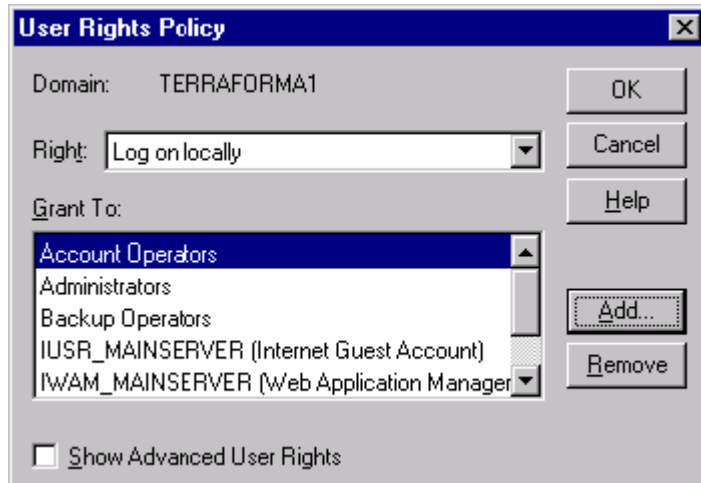 User Rights Policy
Domain: TERRAFORMA1
OK
Right: Log on locally
Cancel
Help
Grant To:
Account Operators
Administrators
Backup Operators
IUSR_MAINSERVER (Internet Guest Account)
IWAM_MAINSERVER (Web Application Manager
Add...
Remove
Show Advanced User Rights